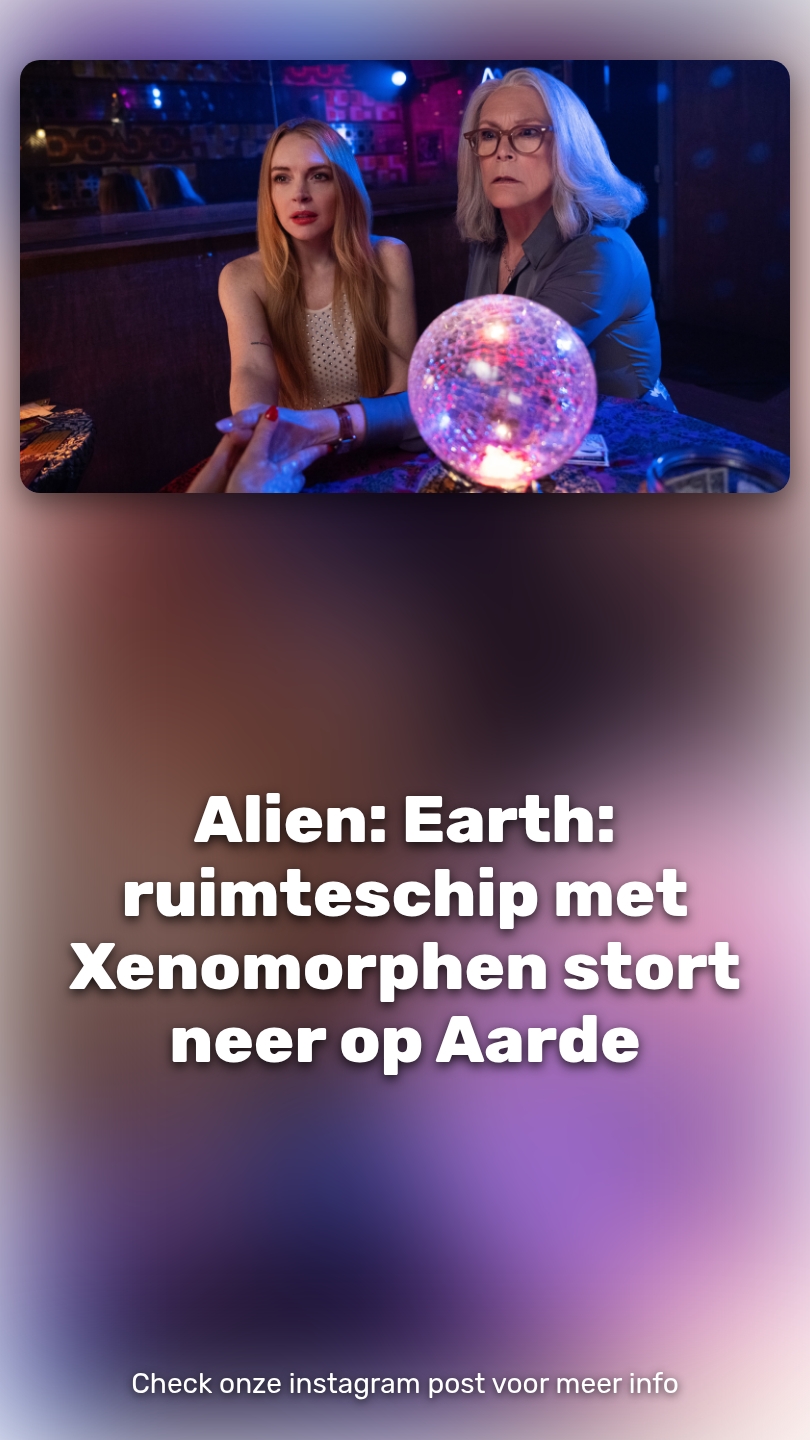 Alien: Earth:
ruimteschip met
Xenomorphen stort
neer op Aarde
Check onze instagram post voor meer info